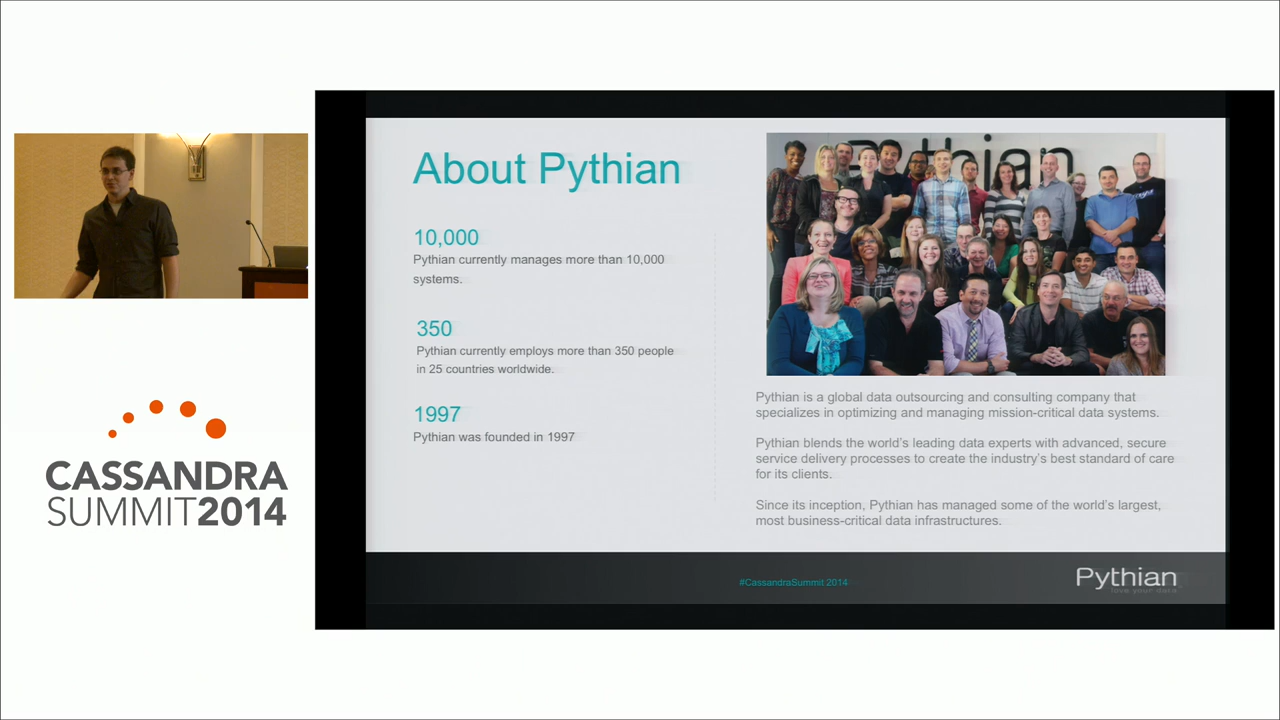 CASSANDRA
SUMMIT2014
About Pythian
10,000
Pythian currently manages more than 10,000
systems.
350
Pythian currently employs more than 350 people
in 25 countries worldwide.
1997
Pythian was founded in 1997
Pythian
Pythian is a global data outsourcing and consulting company that
specializes in optimizing and managing mission-critical data systems.
Pythian blends the world's leading data experts with advanced, secure
service delivery processes to create the industry's best standard of care
for its clients.
Since its inception, Pythian has managed some of the world's largest,
most business-critical data infrastructures.
#CassandraSummit 2014
Pythian
love your data